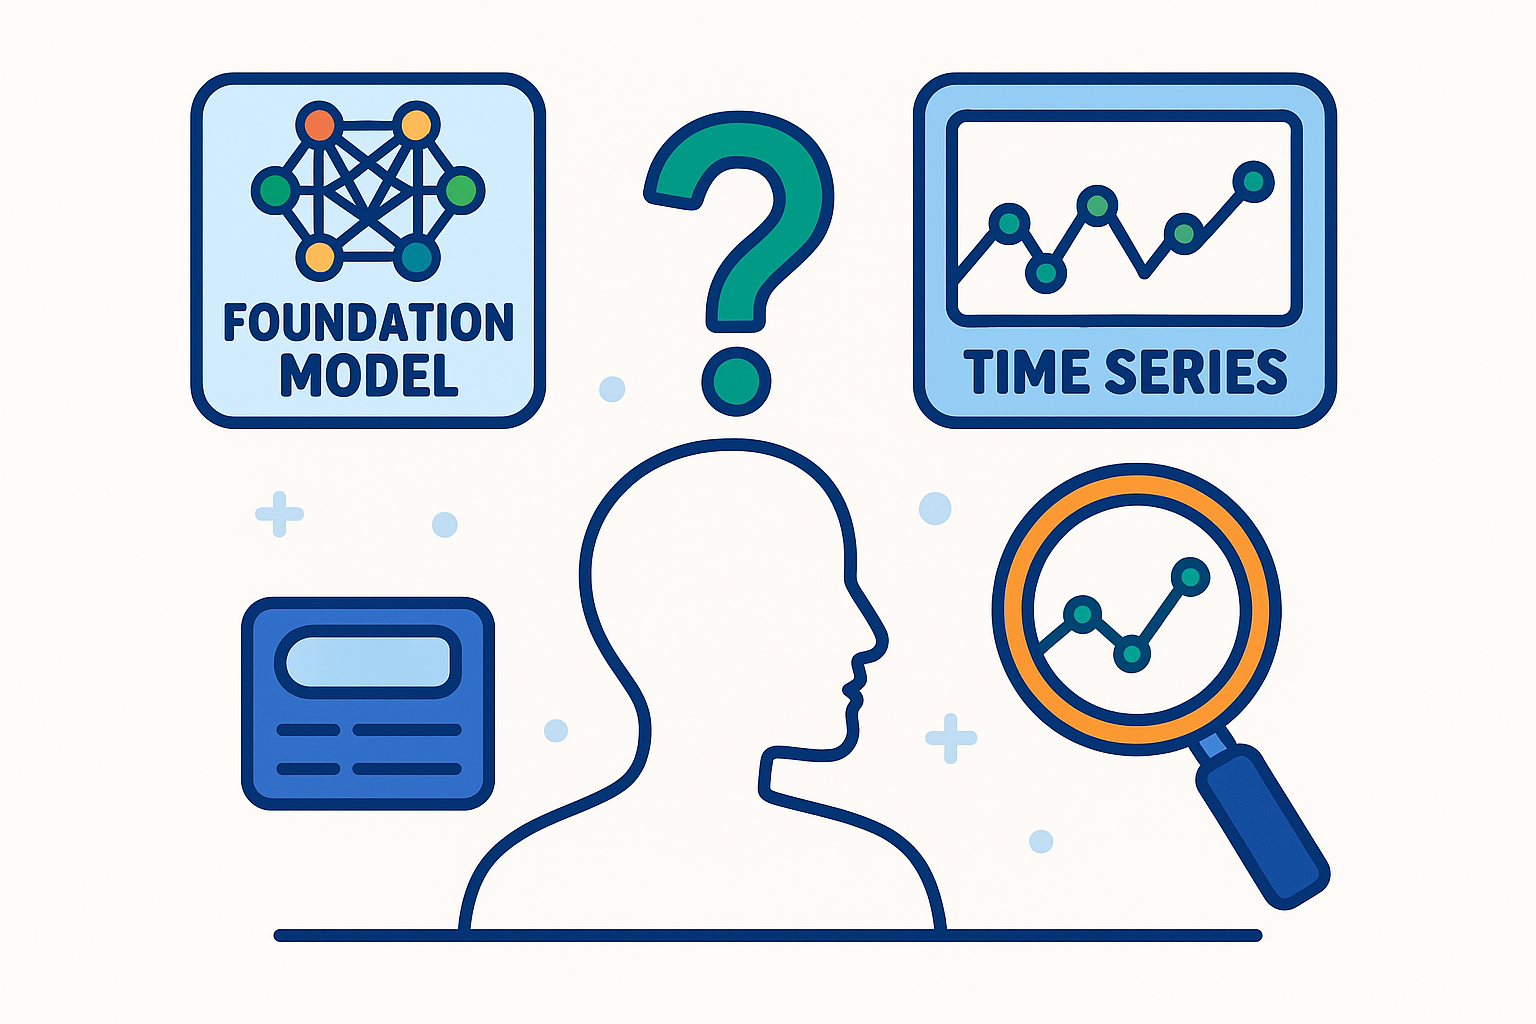 FOUNDATION
MODEL
?
TIME SERIES